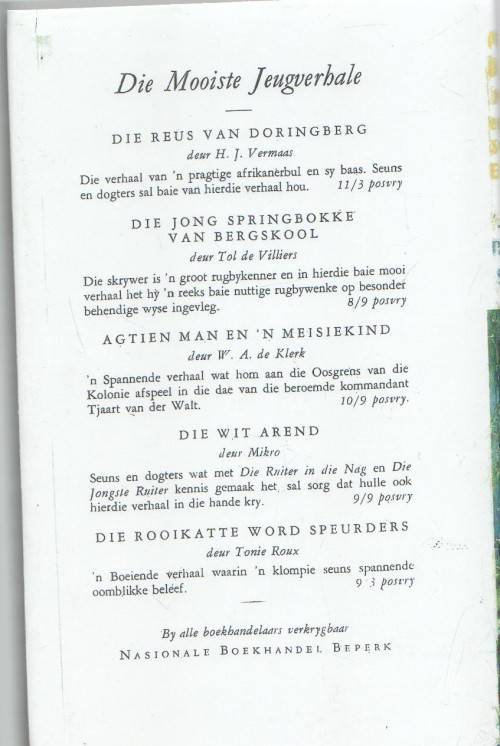 Die Mooiste Jeugverhale
DIE REUS VAN DORINGBERG
deur H. J. Vermaas
Die verhaal van 'n pragtige afrikanerbul en sy baas. Seuns
en dogters sal baie van hierdie verhaal hou. 11/3 posvry
DIE JONG SPRINGBOKKE
VAN BERGSKOOL
deur Tol de Villiers
Die skrywer is 'n groot rugbykenner en in hierdie baie mooi
verhaal het hy 'n reeks baie nuttige rugbywenke op besonder
behendige wyse ingevleg. 8/9 posvry
AGTIEN MAN EN 'N MEISIEKIND
deur W. A. de Klerk
'n Spannende verhaal wat hom aan die Oosgrens van die
Kolonie afspeel in die dae van die beroemde kommandant
Tjaart van der Walt. 10/9 posvry.
DIE WIT AREND
deur Mikro
Seuns en dogters wat met Die Ruiter in die Nag en Die
Jongste Ruiter kennis gemaak het, sal sorg dat hulle ook
hierdie verhaal in die hande kry. 9/9 posvry
DIE ROOIKATTE WORD SPEURDERS
deur Tonie Roux
'n Boeiende verhaal waarin 'n klompie seuns spannende
oomblikke beleef. 9/3 posvry
By alle boekhandelaars verkrygbaar
NASIONALE BOEKHANDEL BEPERK